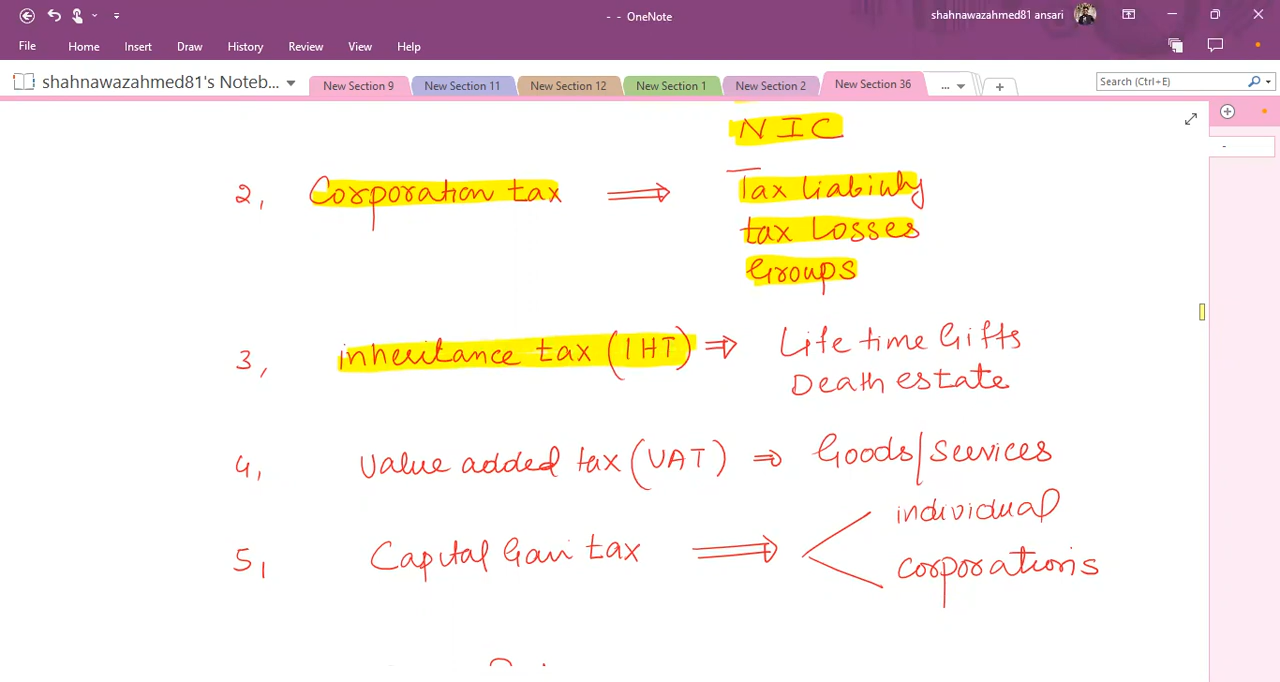 - - OneNote
shahnawazahmed81 ansari
File Home Insert Draw History Review View Help
shahnawazahmed81's Noteb...
New Section 9 New Section 11 New Section 12 New Section 1 New Section 2 New Section 36 ... +
Search (Ctrl+E)
NIC
2, Corporation tax ⇒ Tax liability
tax Losses
Groups
3, inheritance tax (IHT) ⇒ Life time Gifts
Death estate
4, Value added tax (VAT) ⇒ Goods/Services
5, Capital Gain tax ⇒ individual
corporations